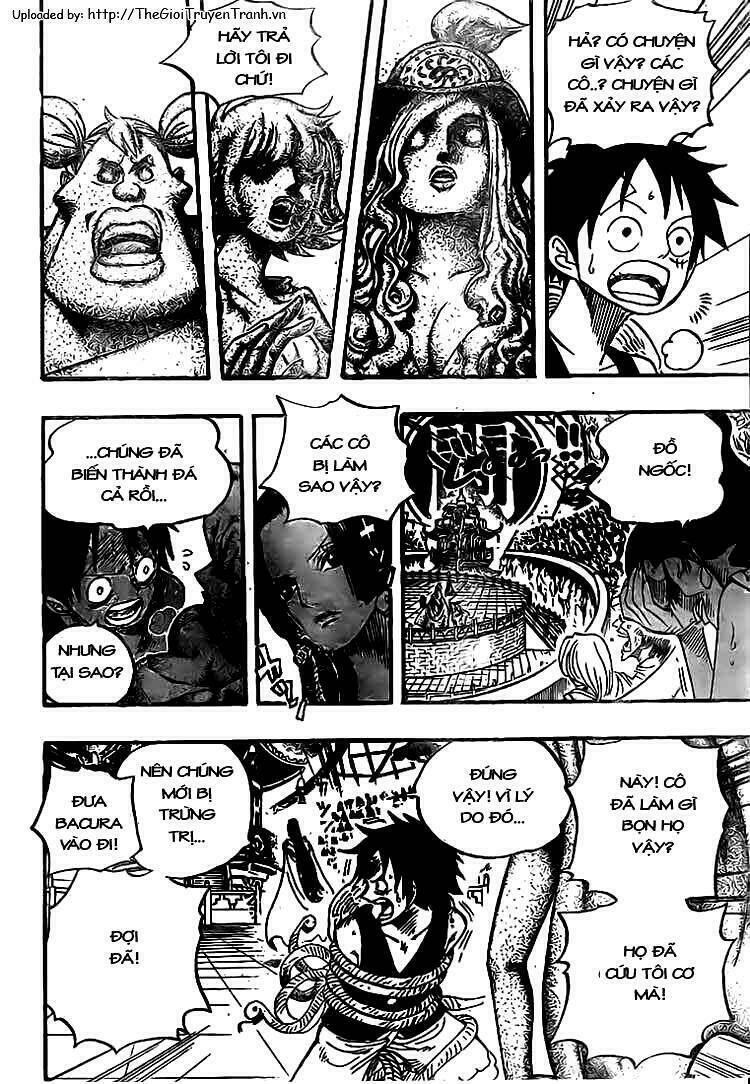 Uploaded by: http://TheGioiTruyenTranh.vn
HẢ? CÓ CHUYỆN
GÌ VẬY? CÁC
CÔ..? CHUYỆN GÌ
ĐÃ XẢY RA VẬY?
HÃY TRẢ
LỜI TÔI ĐI
CHỨ!
ĐỒ
NGỐC!
CÁC CÔ
BỊ LÀM
SAO VẬY?
...CHÚNG ĐÃ
BIẾN THÀNH ĐÁ
CẢ RỒI...
NHƯNG
TẠI SAO?
NÀY! CÔ
ĐÃ LÀM GÌ
BỌN HỌ
VẬY?
HỌ ĐÃ
CỨU TÔI CƠ
MÀ!
ĐÚNG
VẬY! VÌ LÝ
DO ĐÓ...
NÊN CHÚNG
MỚI BỊ
TRỪNG
TRỊ...
ĐƯA
BACURA
VÀO ĐI!
ĐỢI
ĐÃ!